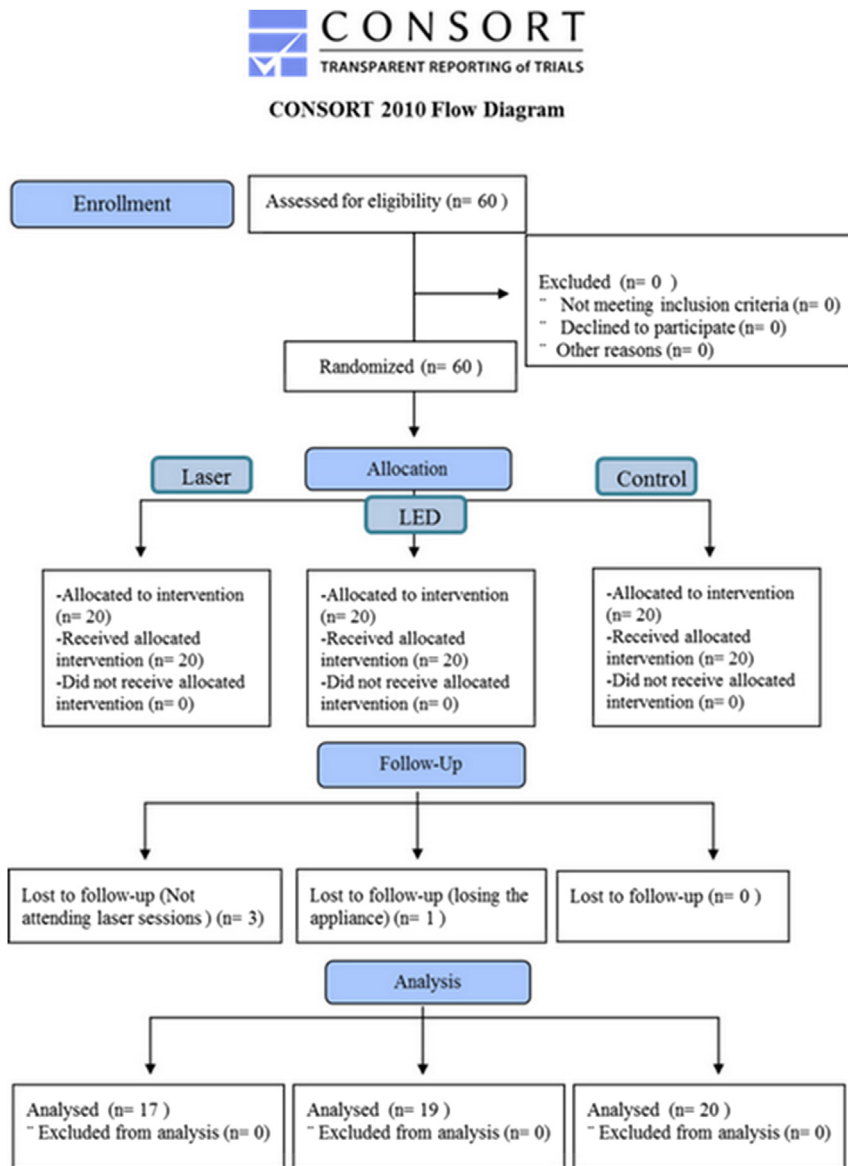 CONSORT
TRANSPARENT REPORTING of TRIALS
CONSORT 2010 Flow Diagram
Enrollment
Assessed for eligibility (n= 60 )
Excluded (n= 0 )
¨ Not meeting inclusion criteria (n= 0)
¨ Declined to participate (n= 0)
¨ Other reasons (n= 0)
Randomized (n= 60 )
Laser
Allocation
Control
LED
-Allocated to intervention
(n= 20)
-Received allocated
intervention (n= 20)
-Did not receive allocated
intervention (n= 0)
-Allocated to intervention
(n= 20)
-Received allocated
intervention (n= 20)
-Did not receive allocated
intervention (n= 0)
-Allocated to intervention
(n= 20)
-Received allocated
intervention (n= 20)
-Did not receive allocated
intervention (n= 0)
Follow-Up
Lost to follow-up (Not
attending laser sessions ) (n= 3)
Lost to follow-up (losing the
appliance) (n= 1 )
Lost to follow-up (n= 0 )
Analysis
Analysed (n= 17 )
¨ Excluded from analysis (n= 0)
Analysed (n= 19 )
¨ Excluded from analysis (n= 0)
Analysed (n= 20 )
¨ Excluded from analysis (n= 0)